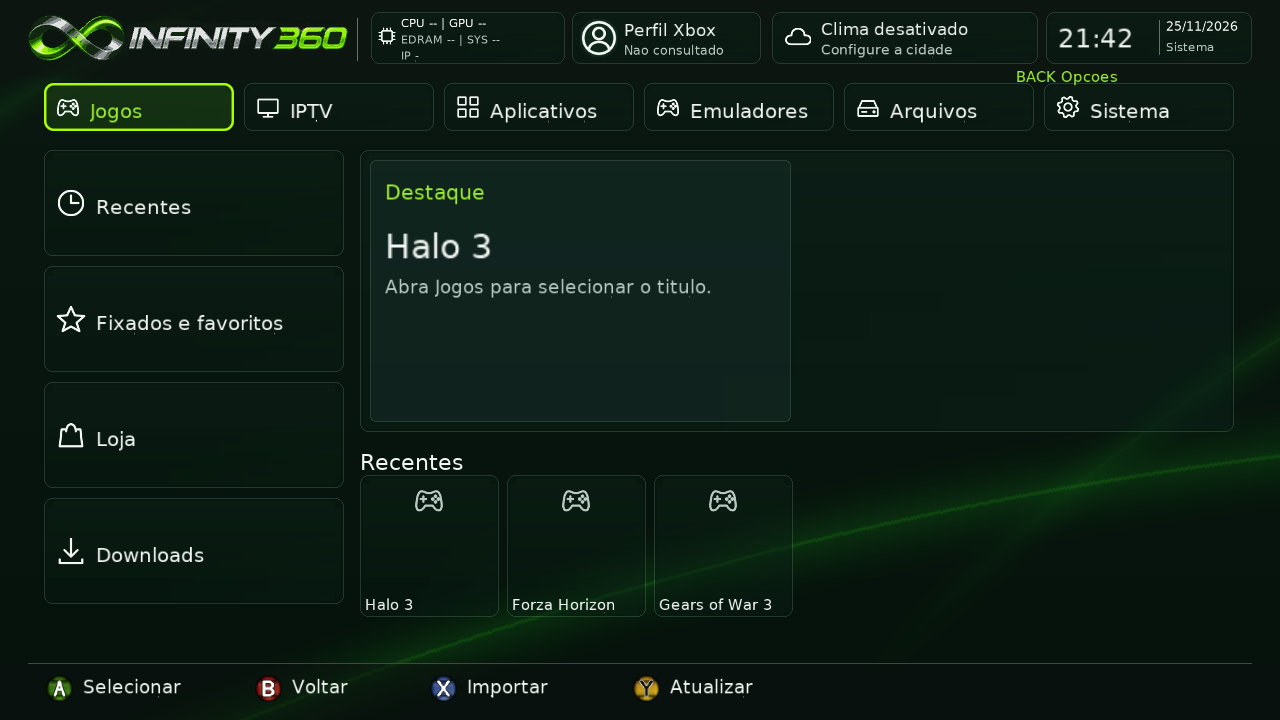 INFINITY 360
CPU -- | GPU --
EDRAM -- | SYS --
IP -
Perfil Xbox
Nao consultado
Clima desativado
Configure a cidade
21:42
25/11/2026
Sistema
BACK Opcoes
Jogos
IPTV
Aplicativos
Emuladores
Arquivos
Sistema
Recentes
Fixados e favoritos
Loja
Downloads
Destaque
Halo 3
Abra Jogos para selecionar o titulo.
Recentes
Halo 3
Forza Horizon
Gears of War 3
A Selecionar
B Voltar
X Importar
Y Atualizar